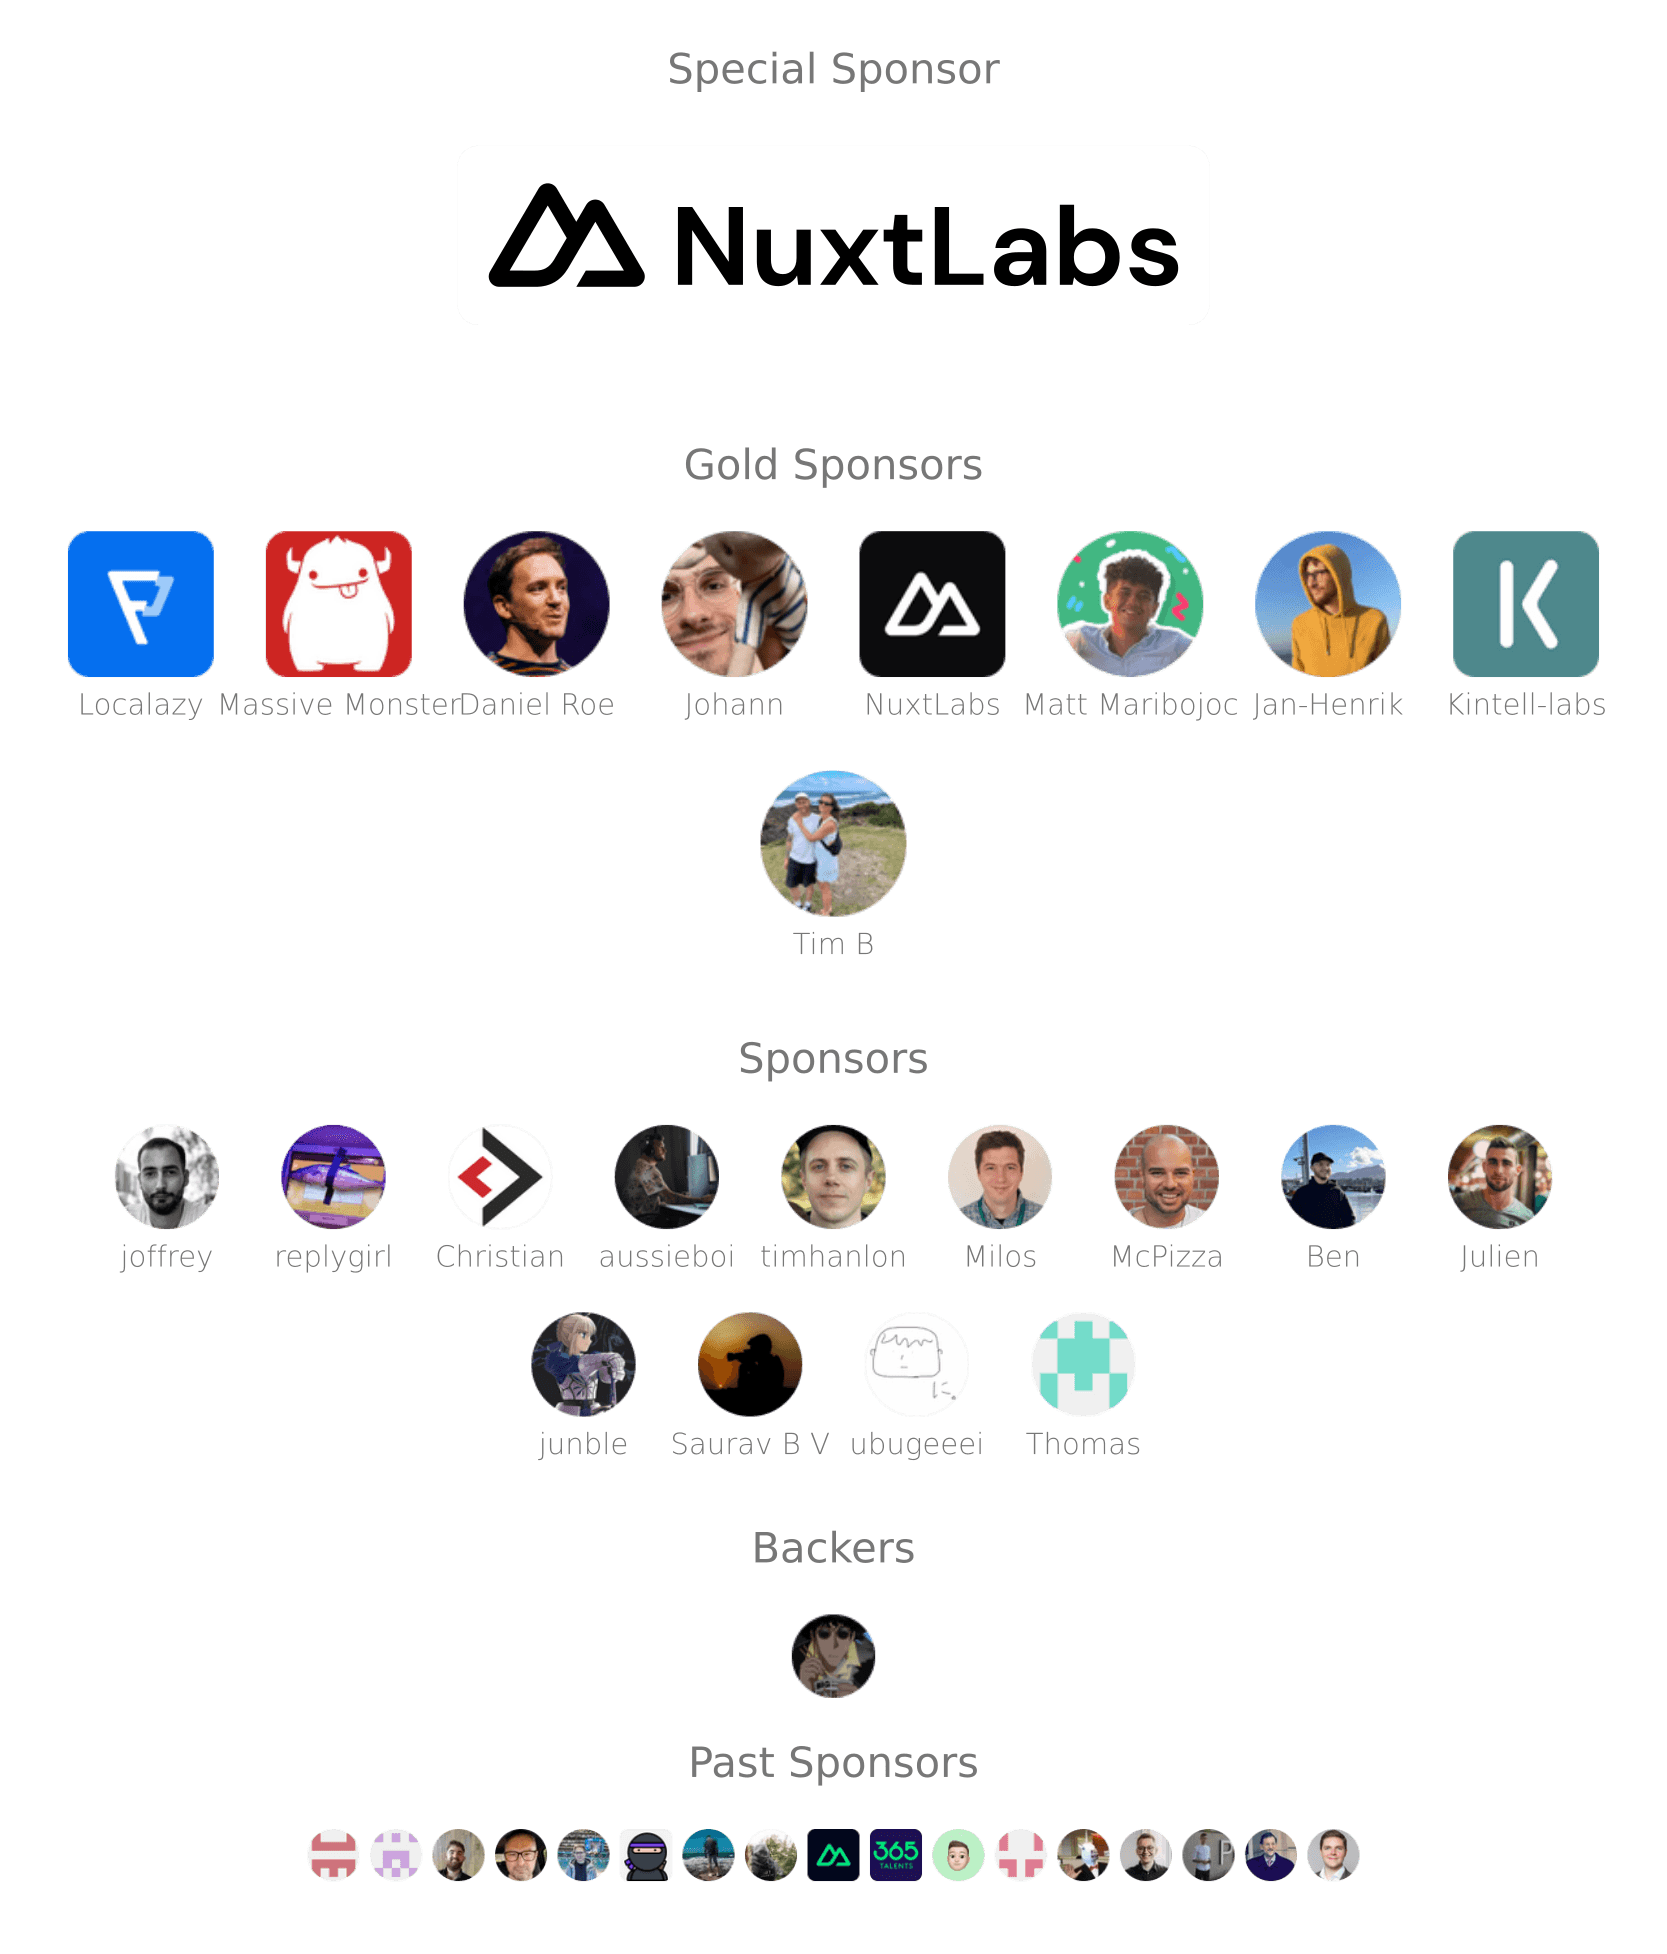 Special Sponsor
NuxtLabs
Gold Sponsors
Localazy Massive Monster Daniel Roe Johann NuxtLabs Matt Maribojoc Jan-Henrik Kintell-labs
Tim B
Sponsors
joffrey replygirl Christian aussieboi timhanlon Milos McPizza Ben Julien
junble Saurav B V ubugeeei Thomas
Backers
Past Sponsors
365
TALENTS